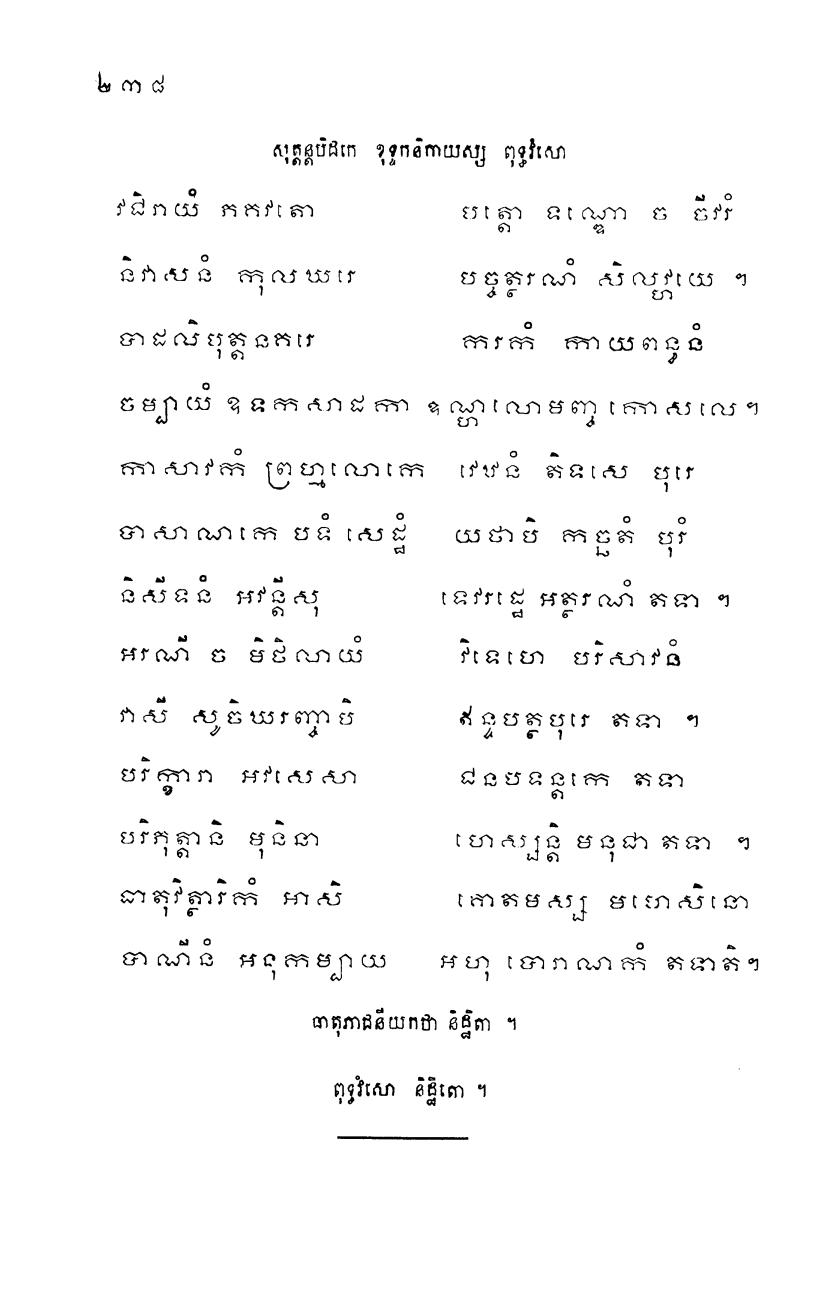 ២៣៨
សុត្តន្តបិដកេ ខុទ្ទកនិកាយស្ស ពុទ្ធវំសោ
វជិរាយំ ភគវតោ បត្តោ ទណ្ឌោ ច ចីវរំ
និវាសនំ កុលឃរេ បច្ចត្ថរណំ សិលវ្ហយេ ។
បាដលិបុត្តនគរេ ករកំ កាយពន្ធនំ
ចម្បាយំ ឧទកសាដកា ឧណ្ណលោមញ្ច កោសលេ។
កាសាវកំ ព្រហ្មលោកេ វេឋនំ តិទសេ បុរេ
បាសាណកេ បទំ សេដ្ឋំ យថាបិ កច្ឆតំ បុរំ
និសីទនំ អវន្តីសុ ទេវរដ្ឋេ អត្ថរណំ តទា ។
អរណី ច មិថិលាយំ វិទេហេ បរិសាវនំ
វាសី សូចិឃរញ្ចាបិ ឥន្ទបត្ថបុរេ តទា ។
បរិក្ខារា អវសេសា ជនបទន្តកេ តទា
បរិភុត្តានិ មុនិនា ហេស្សន្តិ មនុជា តទា ។
ធាតុវិត្ថារិកំ អាសិ គោតមស្ស មហេសិនោ
បាណីនំ អនុកម្បាយ អហុ បោរាណកំ តទាតិ។
ធាតុភាជនីយកថា និដ្ឋិតា ។
ពុទ្ធវំសោ និដ្ឋិតោ ។